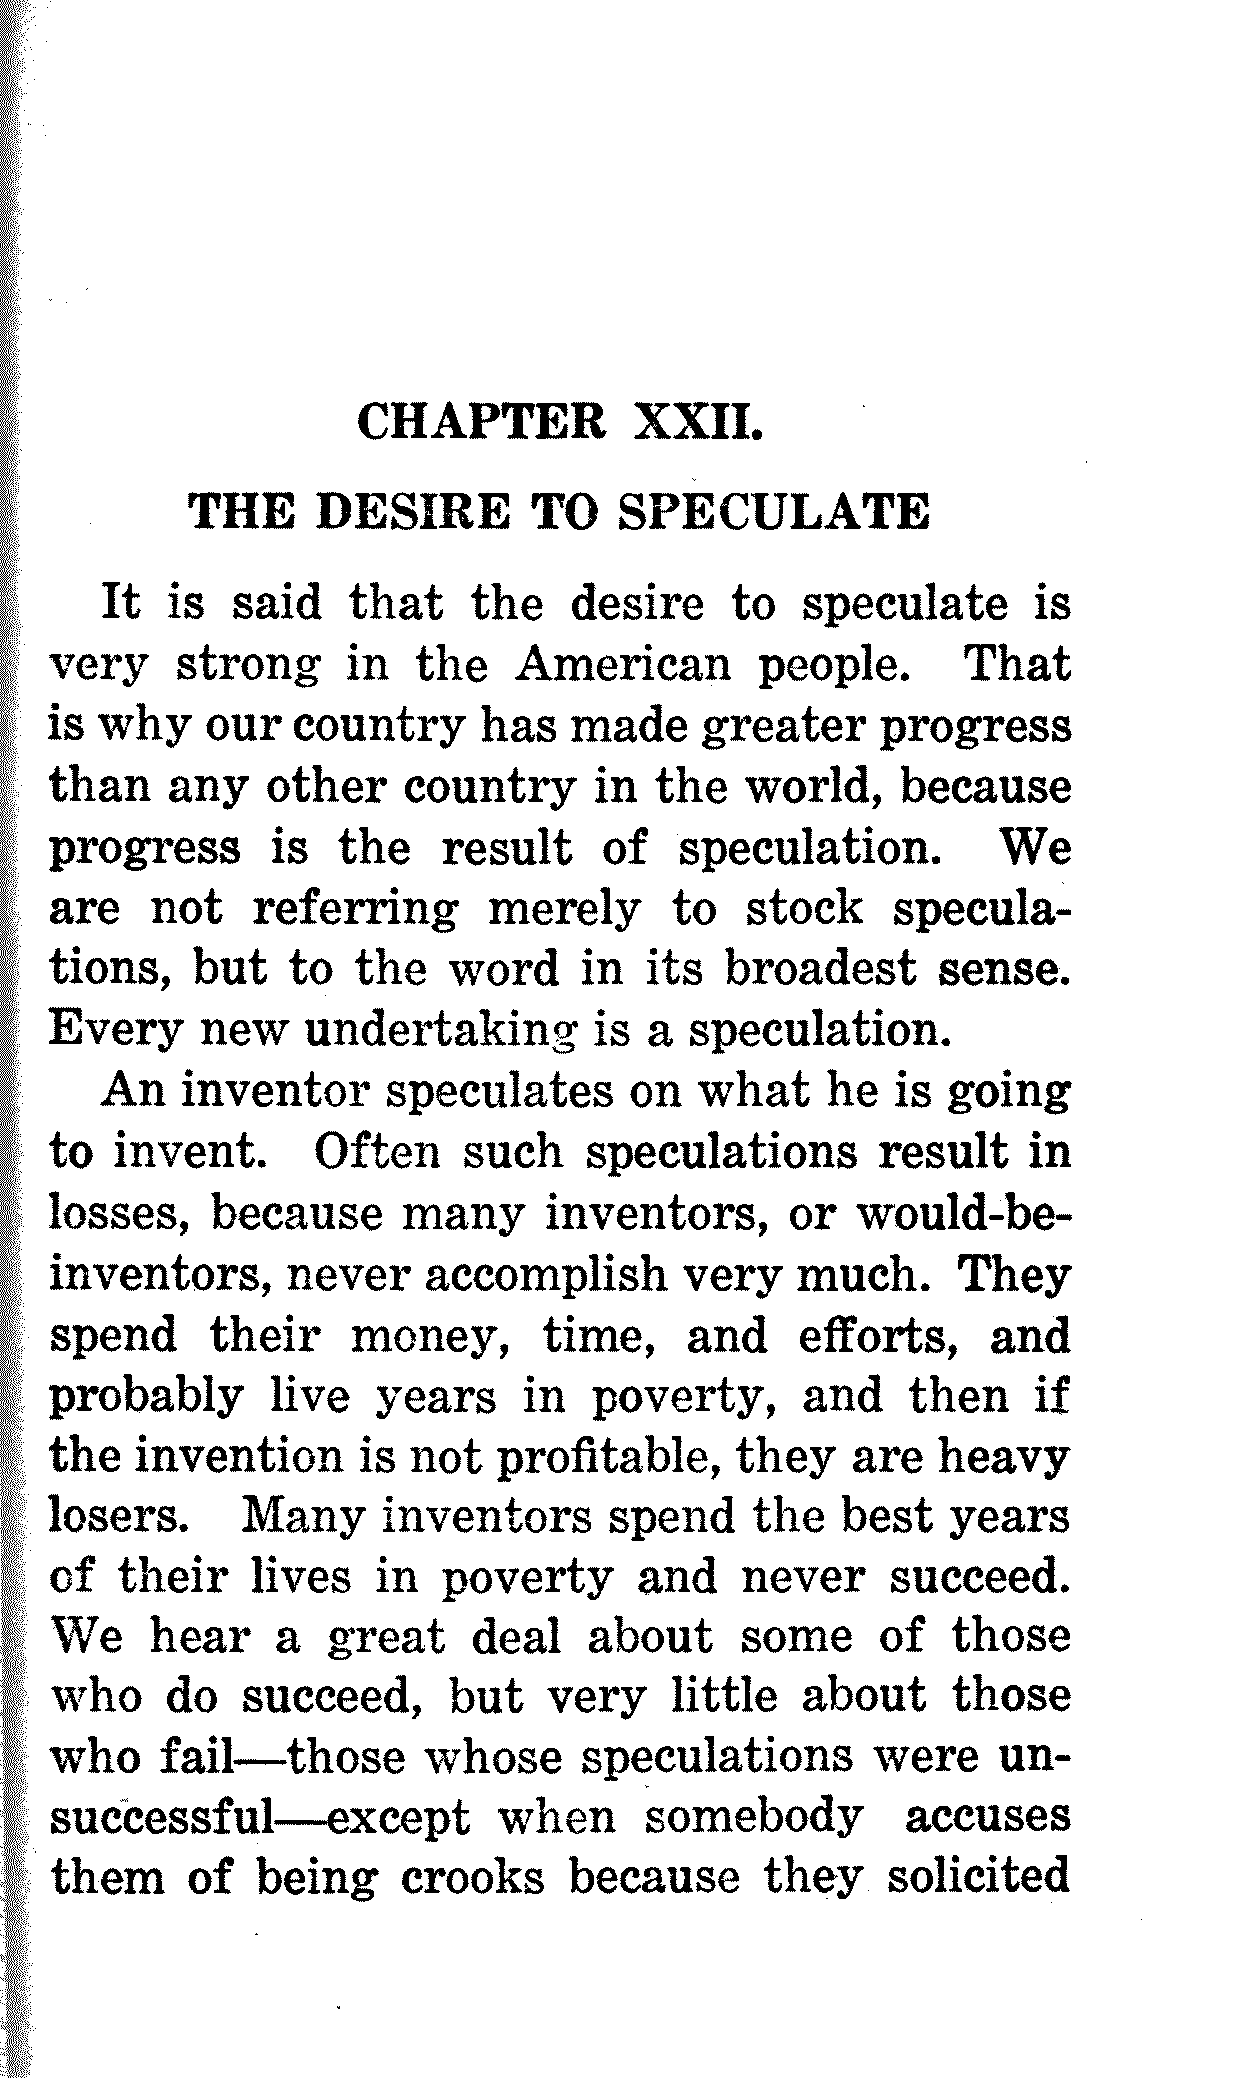 CHAPTER XXII.
THE DESIRE TO SPECULATE
It is said that the desire to speculate is
very strong in the American people. That
is why our country has made greater progress
than any other country in the world, because
progress is the result of speculation. We
are not referring merely to stock specula-
tions, but to the word in its broadest sense.
Every new undertaking is a speculation.
An inventor speculates on what he is going
to invent. Often such speculations result in
losses, because many inventors, or would-be-
inventors, never accomplish very much. They
spend their money, time, and efforts, and
probably live years in poverty, and then if
the invention is not profitable, they are heavy
losers. Many inventors spend the best years
of their lives in poverty and never succeed.
We hear a great deal about some of those
who do succeed, but very little about those
who fail—those whose speculations were un-
successful—except when somebody accuses
them of being crooks because they solicited